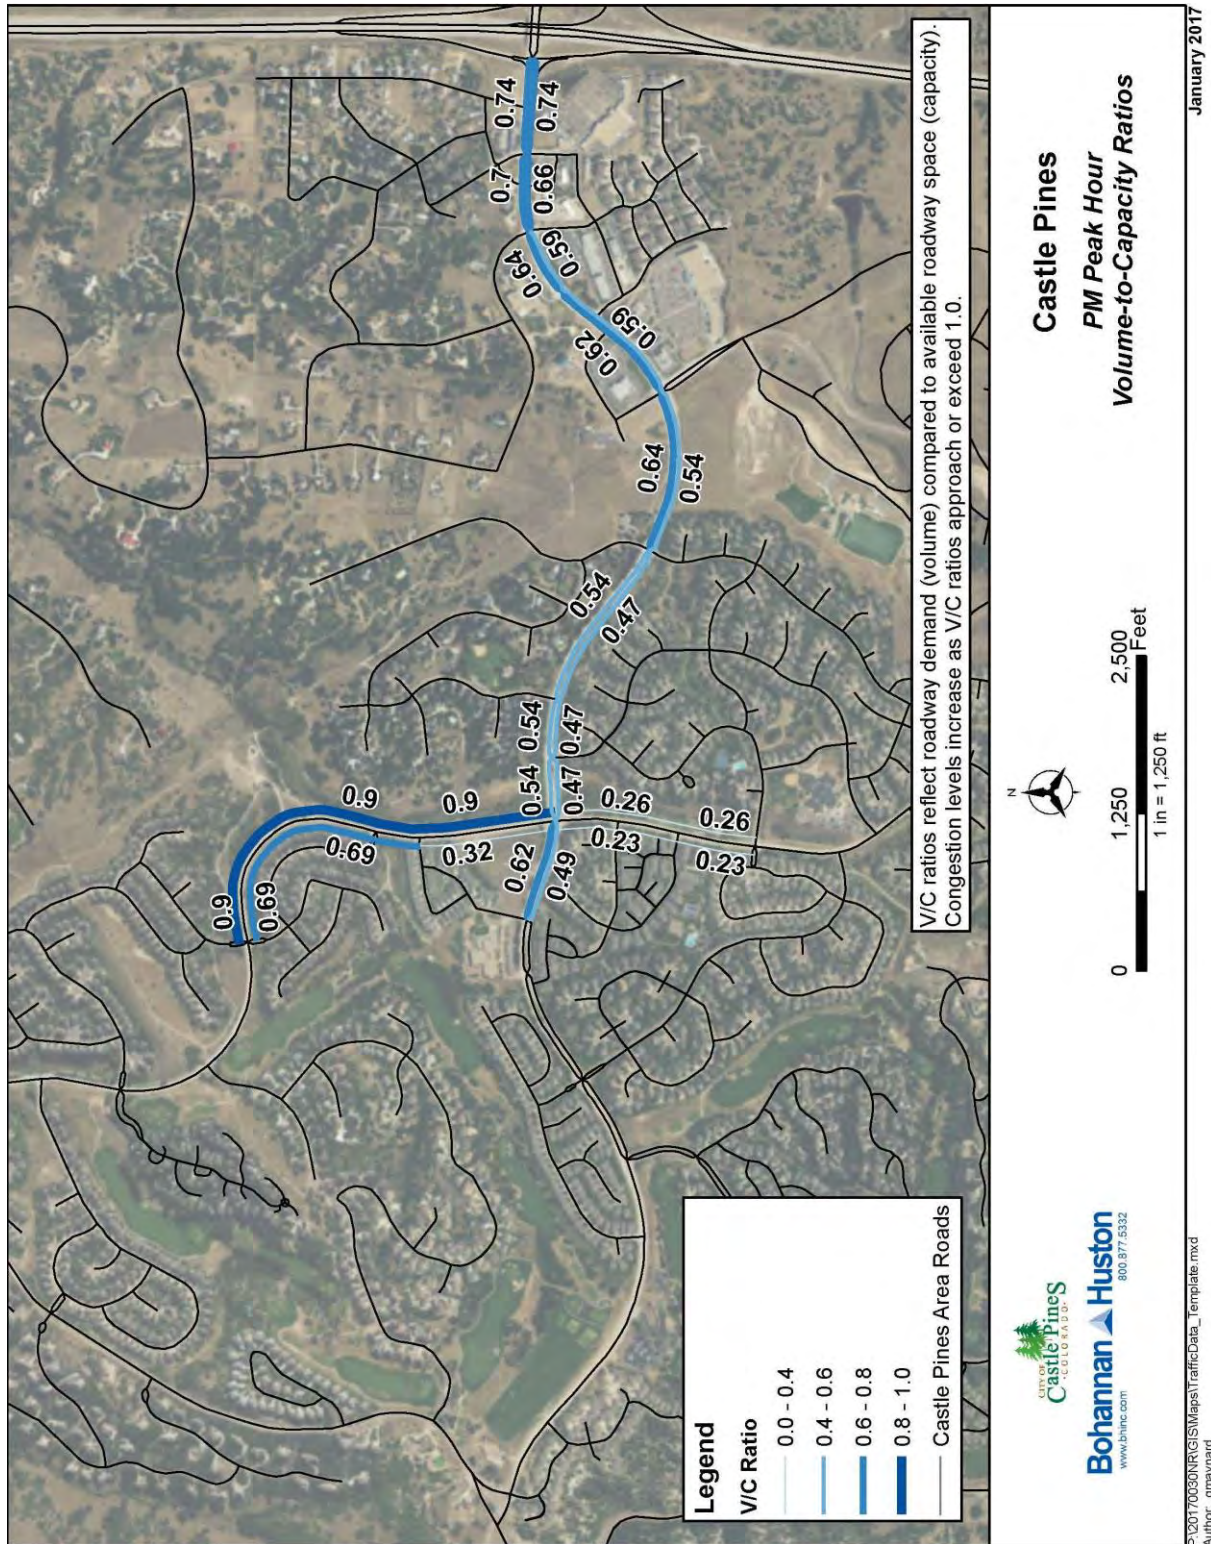 0.9
0.69
0.9
0.69
0.9
0.32
0.62
0.49
0.54
0.47
0.54
0.47
0.26
0.23
0.26
0.23
0.54
0.47
0.64
0.54
0.62
0.59
0.64
0.59
0.7
0.66
0.74
0.74
V/C ratios reflect roadway demand (volume) compared to available roadway space (capacity).
Congestion levels increase as V/C ratios approach or exceed 1.0.
Legend
V/C Ratio
0.0 - 0.4
0.4 - 0.6
0.6 - 0.8
0.8 - 1.0
Castle Pines Area Roads
CITY OF
Castle Pines
·COLORADO·
Bohannan Huston
www.bhinc.com 800.877.5332
N
0 1,250 2,500
Feet
1 in = 1,250 ft
Castle Pines
PM Peak Hour
Volume-to-Capacity Ratios
P:\20170030NR\GIS\Maps\TrafficData_Template.mxd
Author: gmaynard
January 2017